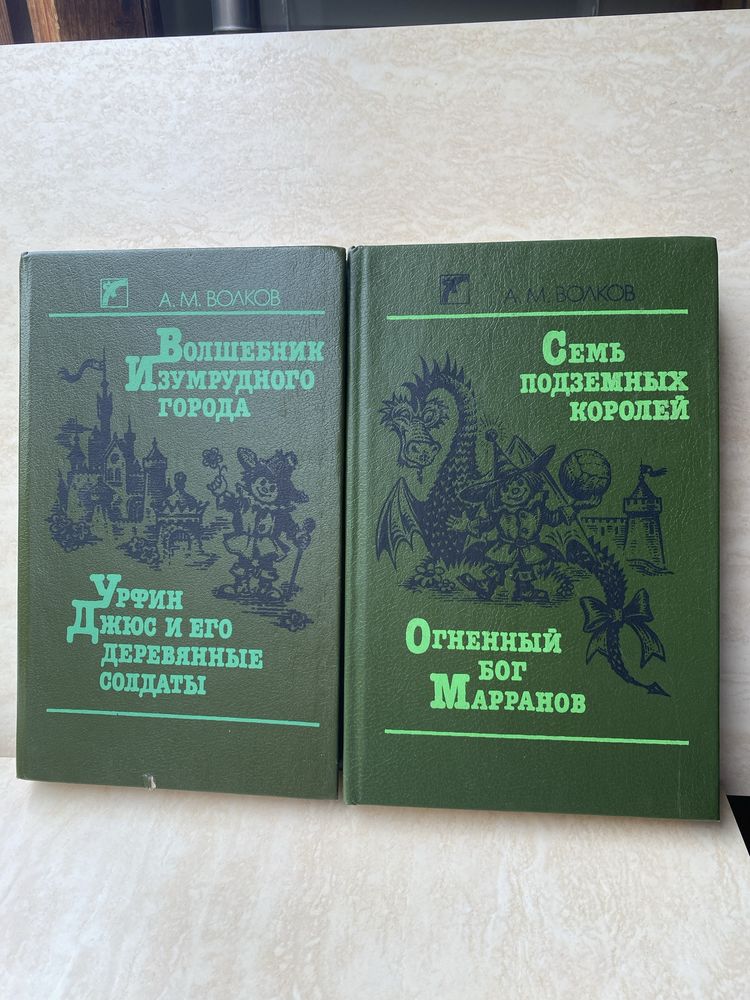 А. М. ВОЛКОВ
ВОЛШЕБНИК
ИЗУМРУДНОГО
ГОРОДА
УРФИН
ДЖЮС И ЕГО
ДЕРЕВЯННЫЕ
СОЛДАТЫ
А. М. ВОЛКОВ
СЕМЬ
ПОДЗЕМНЫХ
КОРОЛЕЙ
ОГНЕННЫЙ
БОГ
МАРРАНОВ